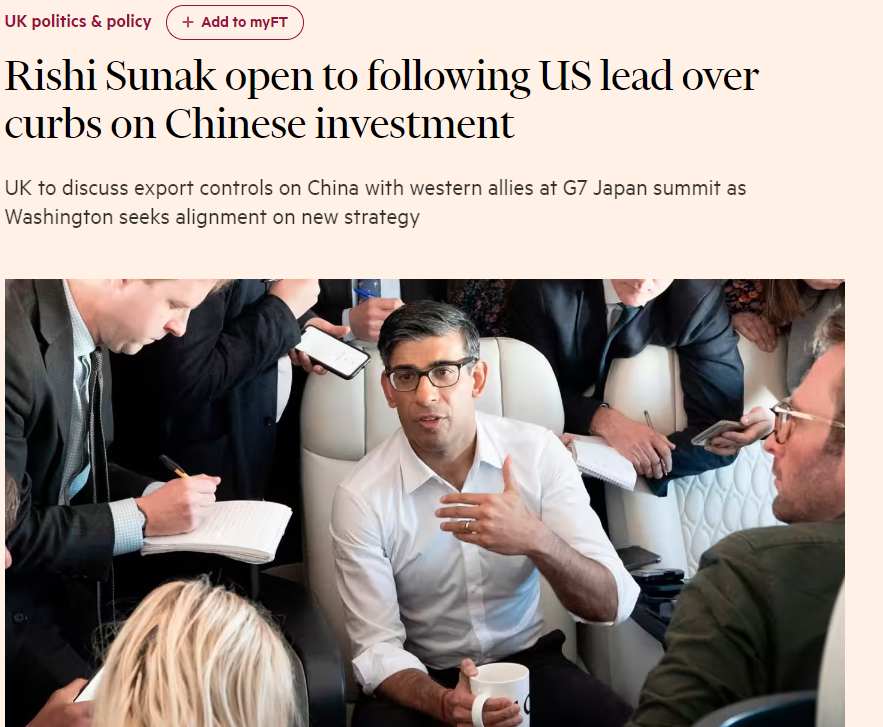 UK politics & policy + Add to myFT
Rishi Sunak open to following US lead over
curbs on Chinese investment
UK to discuss export controls on China with western allies at G7 Japan summit as
Washington seeks alignment on new strategy